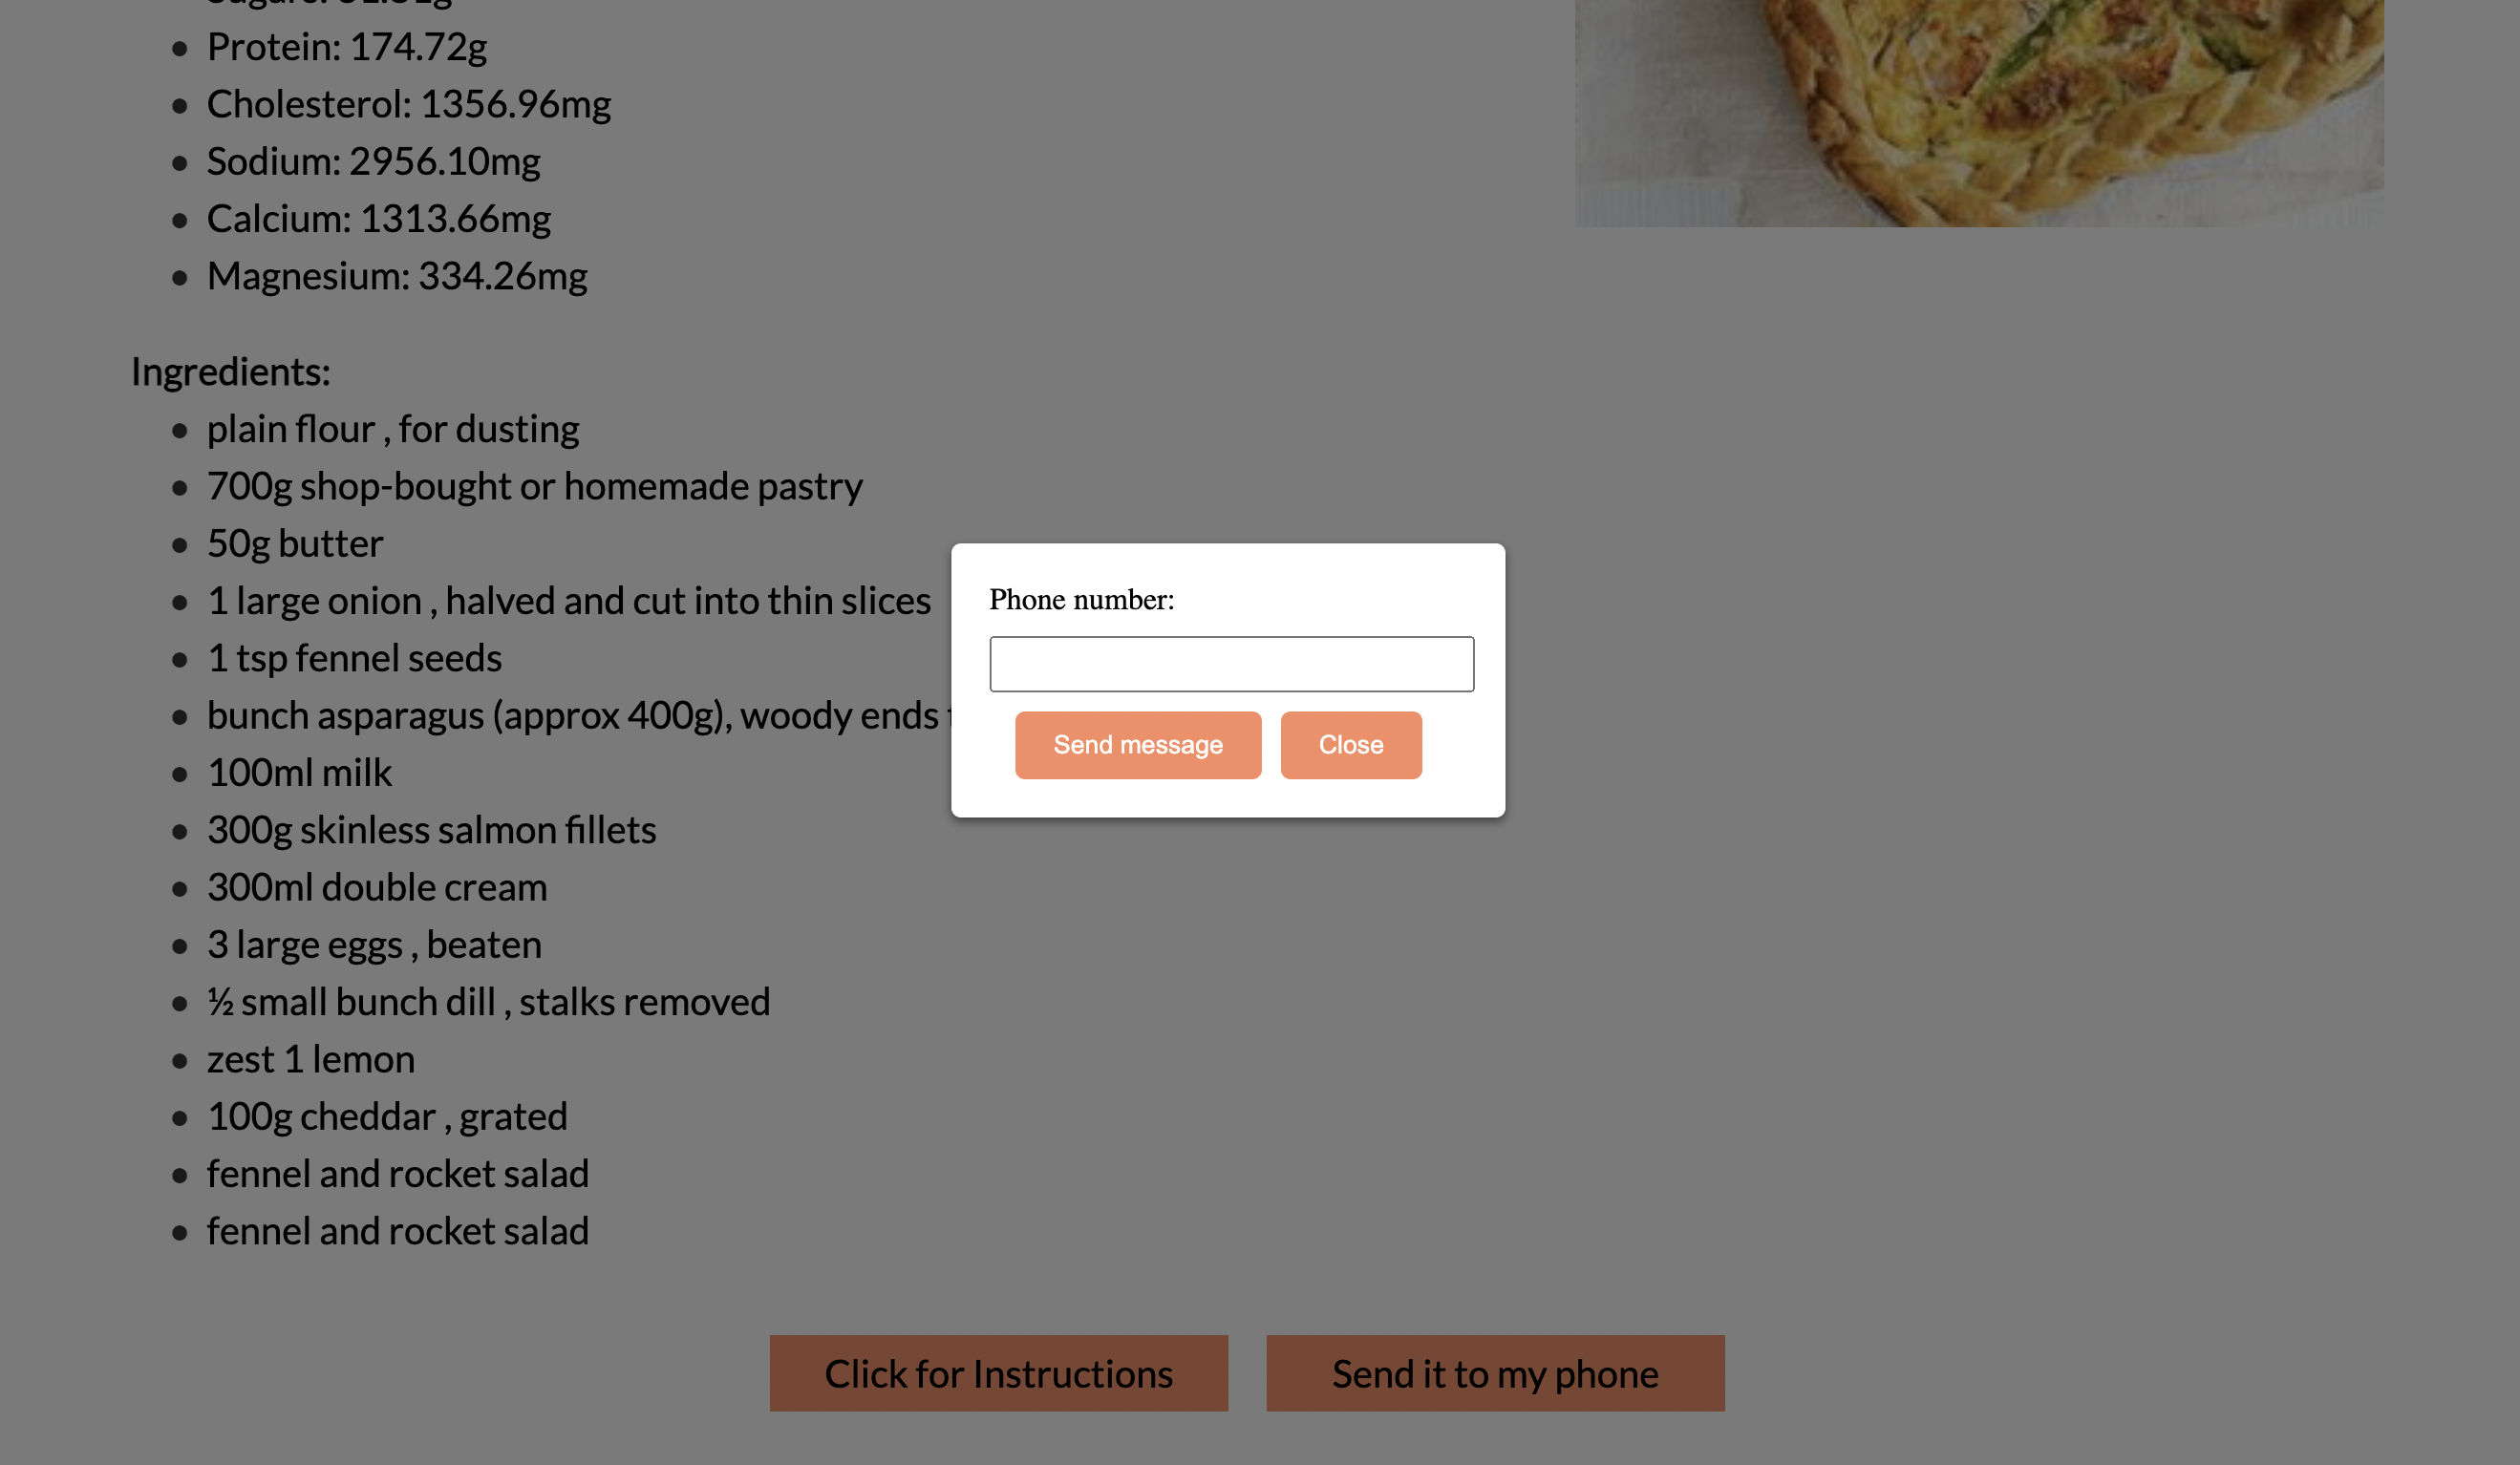 Protein: 174.72g
Cholesterol: 1356.96mg
Sodium: 2956.10mg
Calcium: 1313.66mg
Magnesium: 334.26mg
Ingredients:
plain flour , for dusting
700g shop-bought or homemade pastry
50g butter
1 large onion , halved and cut into thin slices
1 tsp fennel seeds
bunch asparagus (approx 400g), woody ends
100ml milk
300g skinless salmon fillets
300ml double cream
3 large eggs , beaten
½ small bunch dill , stalks removed
zest 1 lemon
100g cheddar , grated
fennel and rocket salad
fennel and rocket salad
Phone number:
Send message Close
Click for Instructions Send it to my phone